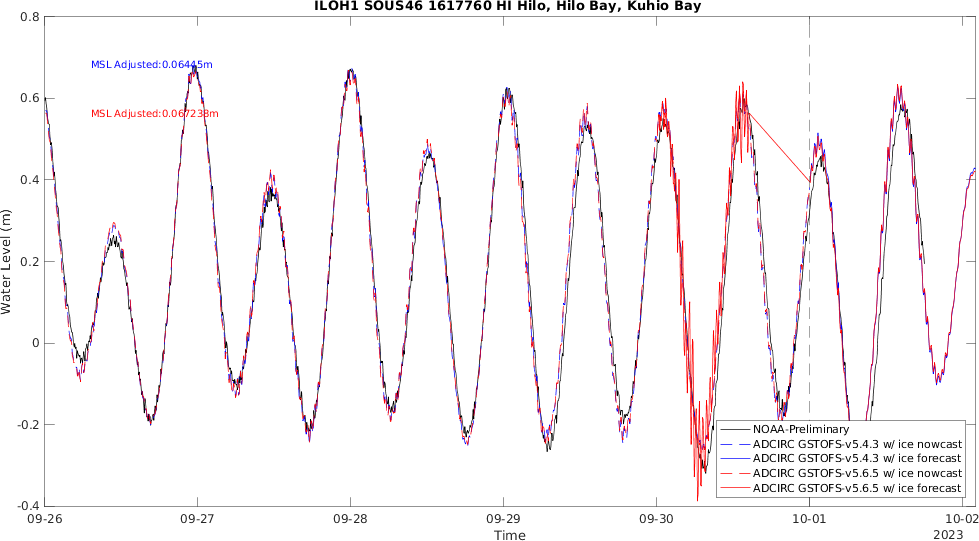 ILOH1 SOUS46 1617760 HI Hilo, Hilo Bay, Kuhio Bay
0.8
0.6
0.4
0.2
0
-0.2
-0.4
Water Level (m)
MSL Adjusted:0.06445m
MSL Adjusted:0.067238m
NOAA-Preliminary
ADCIRC GSTOFS-v5.4.3 w/ ice nowcast
ADCIRC GSTOFS-v5.4.3 w/ ice forecast
ADCIRC GSTOFS-v5.6.5 w/ ice nowcast
ADCIRC GSTOFS-v5.6.5 w/ ice forecast
09-26 09-27 09-28 09-29 09-30 10-01 10-02
Time
2023